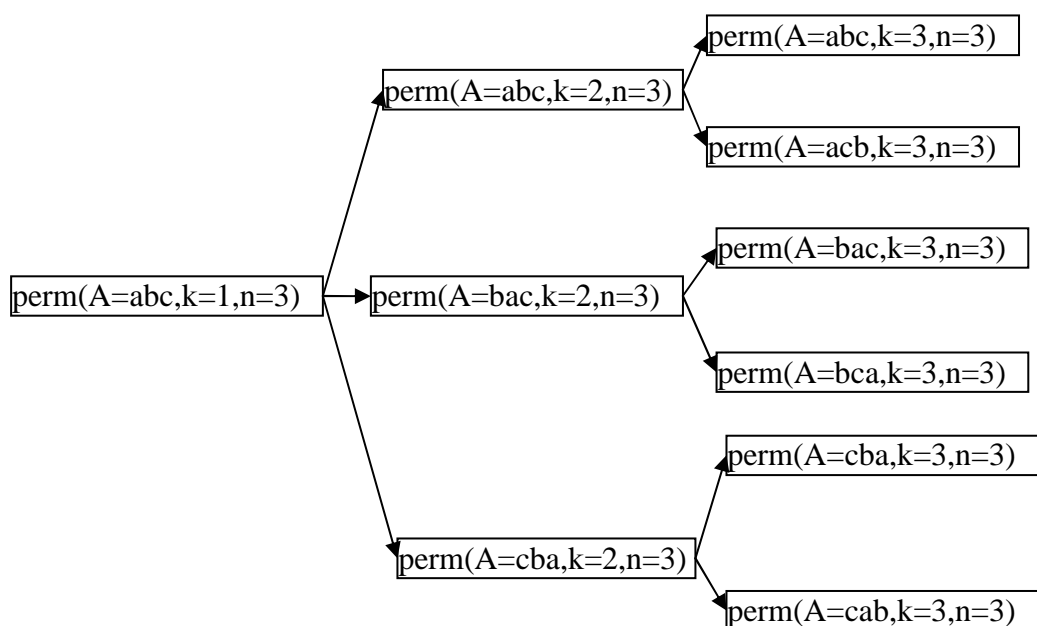 perm(A=abc,k=3,n=3)
perm(A=abc,k=2,n=3)
perm(A=acb,k=3,n=3)
perm(A=bac,k=3,n=3)
perm(A=abc,k=1,n=3)
perm(A=bac,k=2,n=3)
perm(A=bca,k=3,n=3)
perm(A=cba,k=3,n=3)
perm(A=cba,k=2,n=3)
perm(A=cab,k=3,n=3)